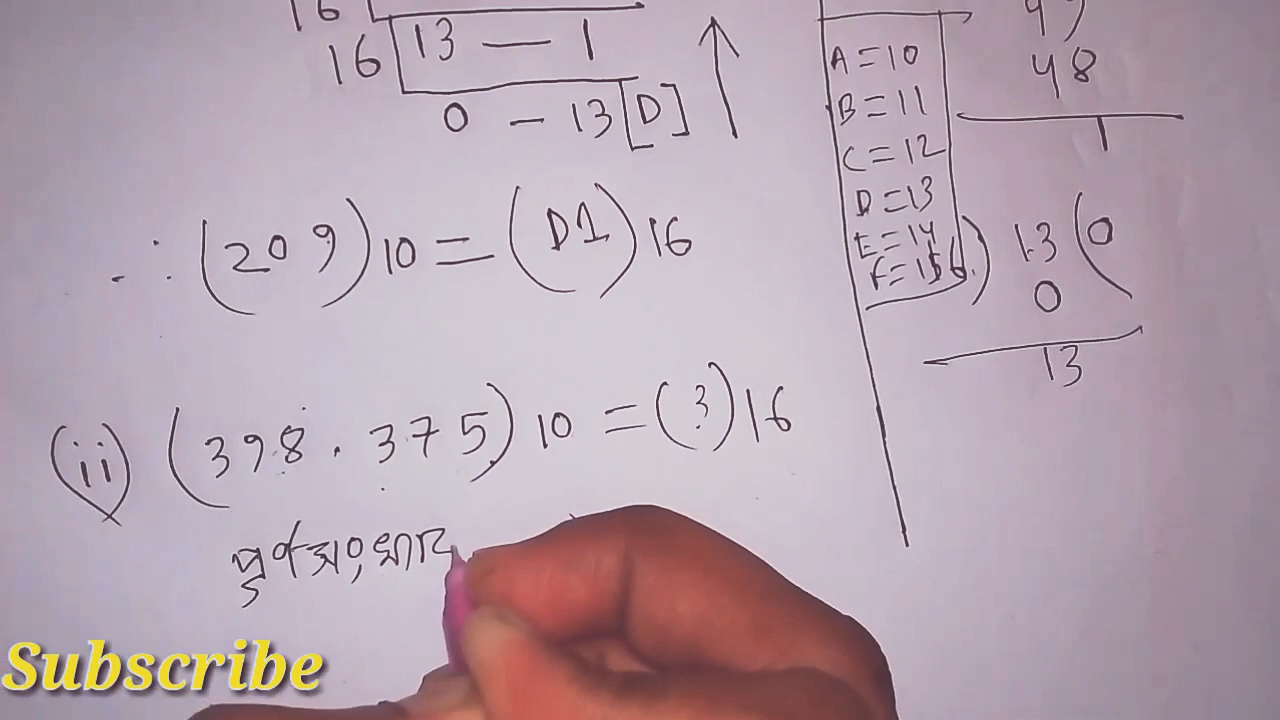 16
16 13 — 1
0 — 13 [D]
∴ (209)10 = (D1)16
(ii) (398.375)10 = (?)16
পূর্ণসংখ্যার
A = 10
B = 11
C = 12
D = 13
E = 14
F = 15
48
1
) 13 ( 0
0
13
Subscribe